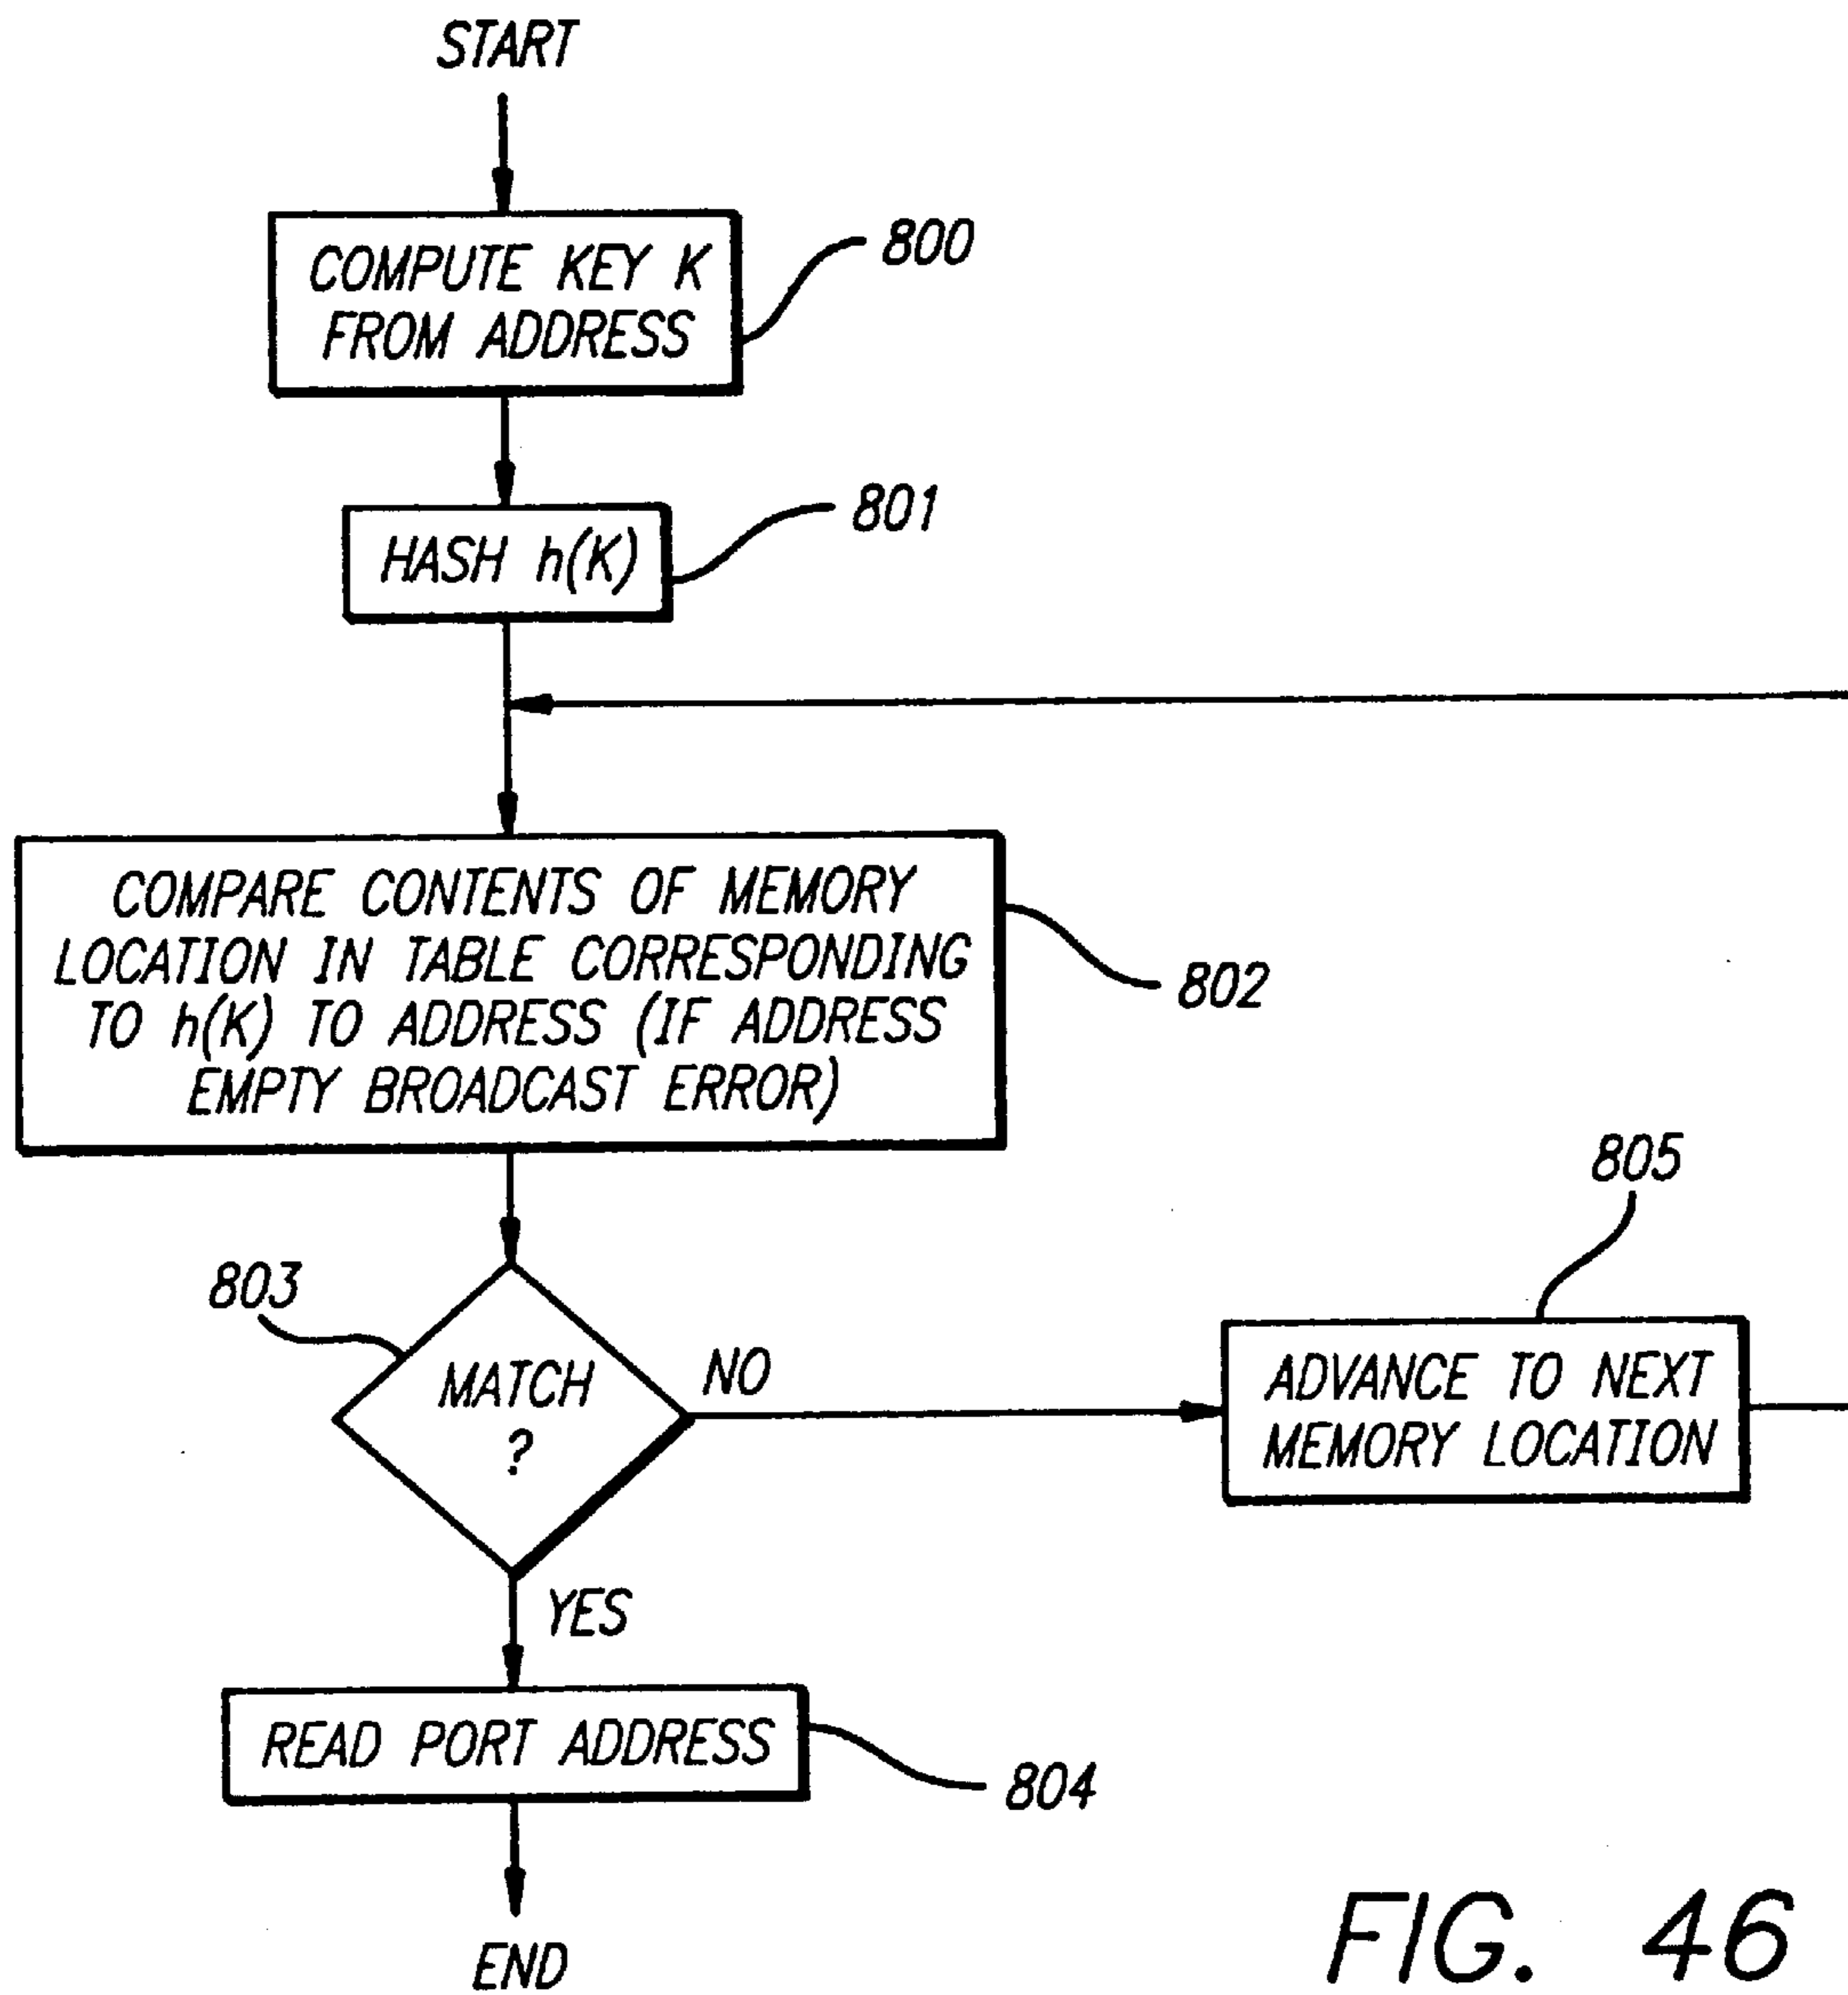 START
COMPUTE KEY K
FROM ADDRESS
800
HASH h(K)
801
COMPARE CONTENTS OF MEMORY
LOCATION IN TABLE CORRESPONDING
TO h(K) TO ADDRESS (IF ADDRESS
EMPTY BROADCAST ERROR)
802
803
MATCH
?
NO
805
ADVANCE TO NEXT
MEMORY LOCATION
YES
READ PORT ADDRESS
804
END
FIG. 46